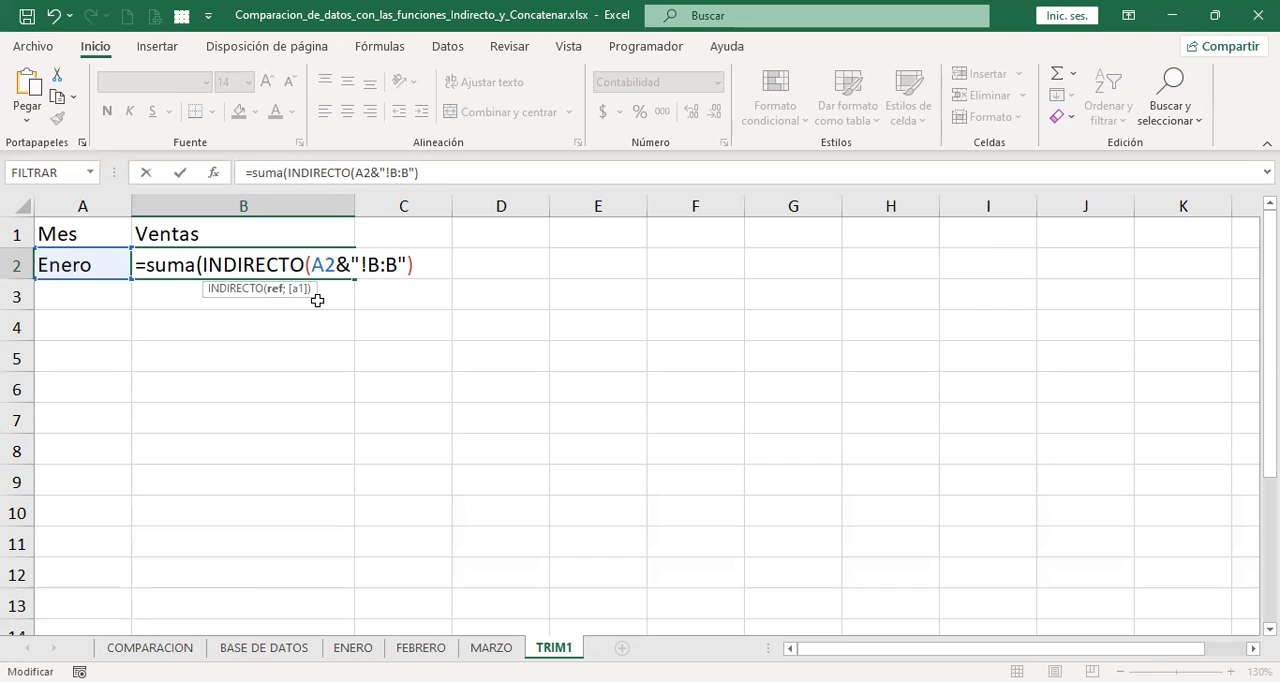 Comparacion_de_datos_con_las_funciones_Indirecto_y_Concatenar.xlsx - Excel
Buscar
Inic. ses.
Archivo Inicio Insertar Disposición de página Fórmulas Datos Revisar Vista Programador Ayuda Compartir
Pegar
14
Ajustar texto
Combinar y centrar
N K S
Contabilidad
$ % 000
Formato condicional
Dar formato como tabla
Estilos de celda
Insertar
Eliminar
Formato
Ordenar y filtrar
Buscar y seleccionar
Portapapeles Fuente Alineación Número Estilos Celdas Edición
FILTRAR =suma(INDIRECTO(A2&"!B:B")
A B C D E F G H I J K
1 Mes Ventas
2 Enero =suma(INDIRECTO(A2&"!B:B")
3 INDIRECTO(ref; [a1])
4
5
6
7
8
9
10
11
12
13
14
COMPARACION BASE DE DATOS ENERO FEBRERO MARZO TRIM1
Modificar 130%